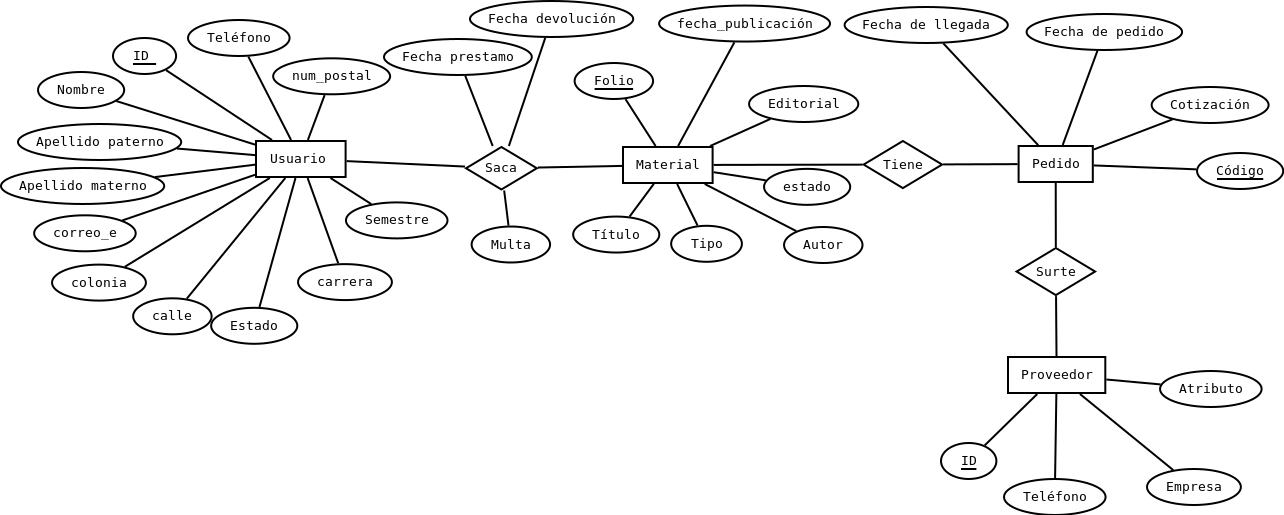 Fecha devolución
fecha_publicación
Fecha de llegada
Fecha de pedido
Teléfono
ID
Fecha prestamo
num_postal
Folio
Nombre
Editorial
Cotización
Apellido paterno
Usuario
Saca
Material
Tiene
Pedido
Código
Apellido materno
estado
Semestre
correo_e
Título
Tipo
Autor
Multa
colonia
carrera
Surte
calle
Estado
Proveedor
Atributo
ID
Empresa
Teléfono